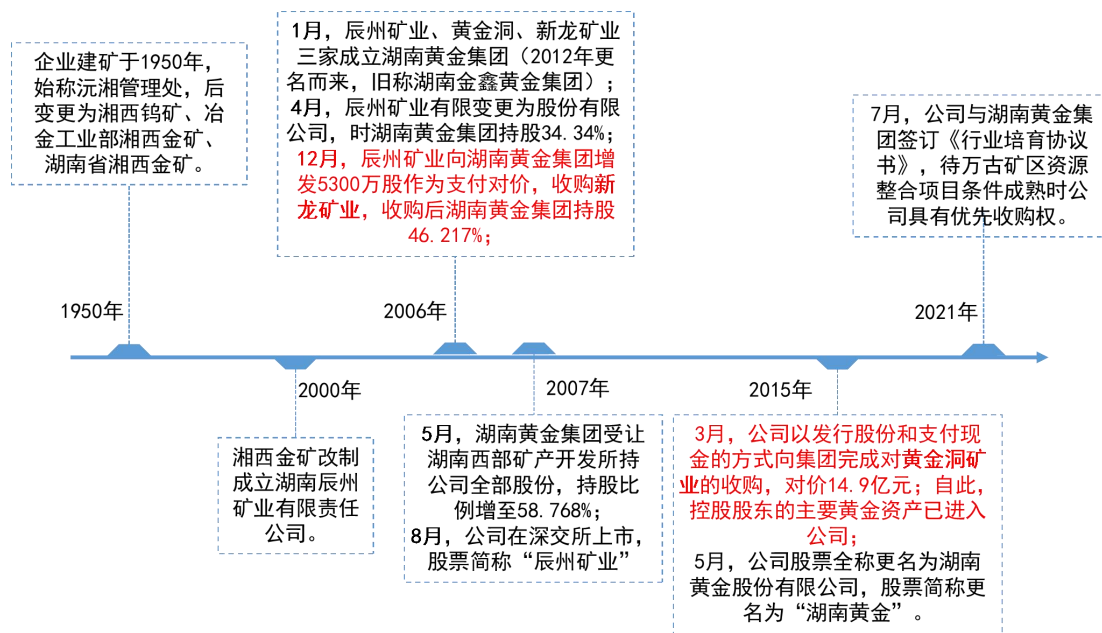 企业建矿于1950年，
始称沅湘管理处，后
变更为湘西钨矿、冶
金工业部湘西金矿、
湖南省湘西金矿。
1950年
湘西金矿改制
成立湖南辰州
矿业有限责任
公司。
2000年
1月，辰州矿业、黄金洞、新龙矿业
三家成立湖南黄金集团（2012年更
名而来，旧称湖南金鑫黄金集团）；
4月，辰州矿业有限变更为股份有限
公司，时湖南黄金集团持股34.34%；
12月，辰州矿业向湖南黄金集团增
发5300万股作为支付对价，收购新
龙矿业，收购后湖南黄金集团持股
46.217%；
2006年
2007年
5月，湖南黄金集团受让
湖南西部矿产开发所持
公司全部股份，持股比
例增至58.768%；
8月，公司在深交所上市，
股票简称“辰州矿业”
2015年
3月，公司以发行股份和支付现
金的方式向集团完成对黄金洞矿
业的收购，对价14.9亿元；自此，
控股股东的主要黄金资产已进入
公司；
5月，公司股票全称更名为湖南
黄金股份有限公司，股票简称更
名为“湖南黄金”。
7月，公司与湖南黄金集
团签订《行业培育协议
书》，待万古矿区资源
整合项目条件成熟时公
司具有优先收购权。
2021年